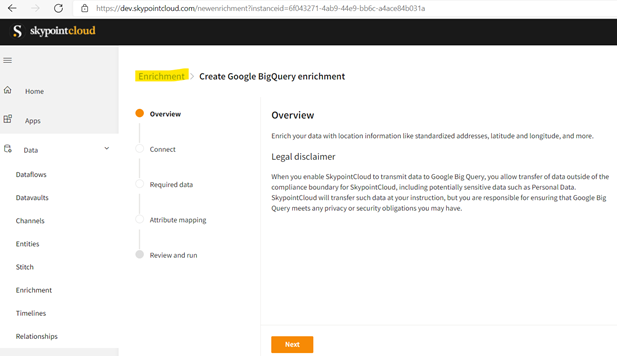 https://dev.skypointcloud.com/newenrichment?instanceid=6f043271-4ab9-44e9-bb6c-a4ace84b031a
S skypointcloud
Enrichment > Create Google BigQuery enrichment
Home
Apps
Data
Dataflows
Datavaults
Channels
Entities
Stitch
Enrichment
Timelines
Relationships
Overview
Connect
Required data
Attribute mapping
Review and run
Overview
Enrich your data with location information like standardized addresses, latitude and longitude, and more.
Legal disclaimer
When you enable SkypointCloud to transmit data to Google Big Query, you allow transfer of data outside of the
compliance boundary for SkypointCloud, including potentially sensitive data such as Personal Data.
SkypointCloud will transfer such data at your instruction, but you are responsible for ensuring that Google Big
Query meets any privacy or security obligations you may have.
Next